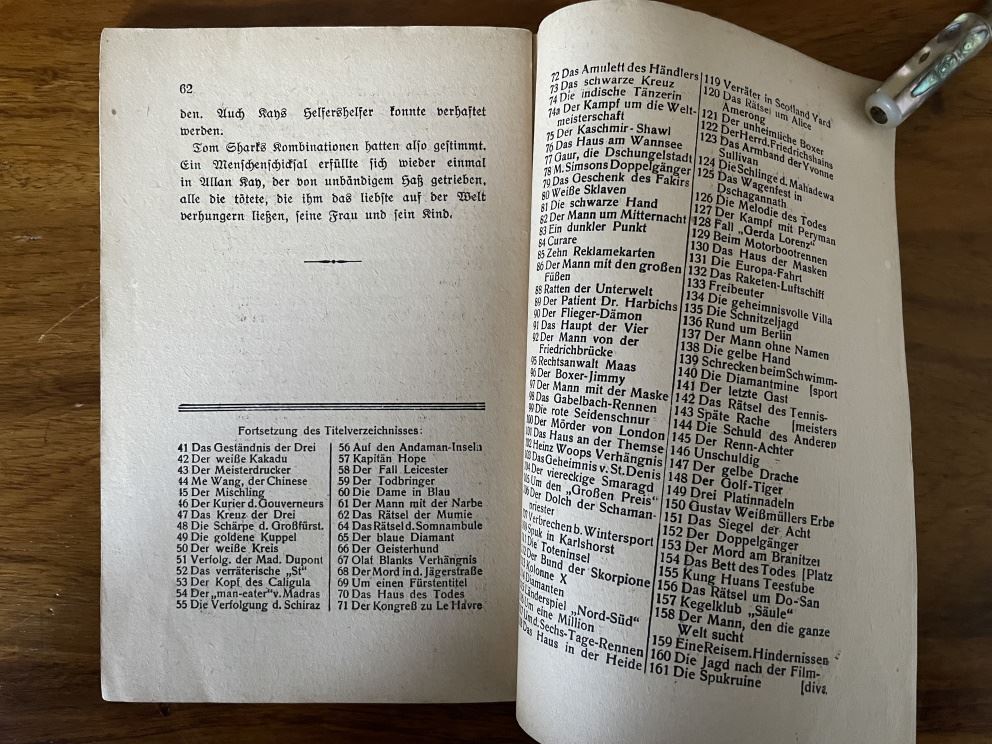 62
den. Auch Kays Helfershelfer konnte verhaftet
werden.
Tom Sharks Kombinationen hatten also gestimmt.
Ein Menschenschicksal erfüllte sich wieder einmal
in Allan Kay, der von unbändigem Haß getrieben,
alle die tötete, die ihm das liebste auf der Welt
verhungern ließen, seine Frau und sein Kind.
Fortsetzung des Titelverzeichnisses:
41 Das Geständnis der Drei
42 Der weiße Kakadu
43 Der Meisterdrucker
44 Me Wang, der Chinese
45 Der Mischling
46 Der Kurier d. Gouverneurs
47 Das Kreuz der Drei
48 Die Schärpe d. Großfürst.
49 Die goldene Kuppel
50 Der weiße Kreis
51 Verfolg. der Mad. Dupont
52 Das verräterische „St"
53 Der Kopf des Caligula
54 Der „man-eater" v. Madras
55 Die Verfolgung d. Schiraz
56 Auf den Andaman-Inseln
57 Kapitän Hope
58 Der Fall Leicester
59 Der Todbringer
60 Die Dame in Blau
61 Der Mann mit der Narbe
62 Das Rätsel der Mumie
64 Das Rätsel d. Somnambule
65 Der blaue Diamant
66 Der Geisterhund
67 Olaf Blanks Verhängnis
68 Der Mord in d. Jägerstraße
69 Um einen Fürstentitel
70 Das Haus des Todes
71 Der Kongreß zu Le Hâvre
72 Das Amulett des Händlers
73 Das schwarze Kreuz
74 Die indische Tänzerin
74a Der Kampf um die Welt-
meisterschaft
75 Der Kaschmir-Shawl
76 Das Haus am Wannsee
77 Gaur, die Dschungelstadt
78 M. Simsons Doppelgänger
79 Das Geschenk des Fakirs
80 Weiße Sklaven
81 Die schwarze Hand
82 Der Mann um Mitternacht
83 Ein dunkler Punkt
84 Curare
85 Zehn Reklamekarten
86 Der Mann mit den großen
Füßen
88 Ratten der Unterwelt
89 Der Patient Dr. Harbichs
90 Der Flieger-Dämon
91 Das Haupt der Vier
92 Der Mann von der
Friedrichbrücke
95 Rechtsanwalt Maas
96 Der Boxer-Jimmy
97 Der Mann mit der Maske
98 Das Gabelbach-Rennen
99 Die rote Seidenschnur
100 Der Mörder von London
101 Das Haus an der Themse
102 Heinz Woops Verhängnis
103 Das Geheimnis v. St. Denis
104 Der viereckige Smaragd
105 Um den „Großen Preis"
106 Der Dolch der Schaman-
priester
Verbrechen b. Wintersport
Spuk in Karlshorst
Die Toteninsel
Der Bund der Skorpione
Kolonne X
Diamanten
Länderspiel „Nord-Süd"
Um eine Million
Um d. Sechs-Tage-Rennen
Das Haus in der Heide
119 Verräter in Scotland Yard
120 Das Rätsel um Alice
Amerong
121 Der unheimliche Boxer
122 Der Herrd. Friedrichshains
123 Das Armband der Yvonne
Sullivan
124 Die Schlinge d. Mahadewa
125 Das Wagenfest in
Dschagannath
126 Die Melodie des Todes
127 Der Kampf mit Peryman
128 Fall „Gerda Lorenz"
129 Beim Motorbootrennen
130 Das Haus der Masken
131 Die Europa-Fahrt
132 Das Raketen-Luftschiff
133 Freibeuter
134 Die geheimnisvolle Villa
135 Die Schnitzeljagd
136 Rund um Berlin
137 Der Mann ohne Namen
138 Die gelbe Hand
139 Schrecken beim Schwimm-
140 Die Diamantmine [sport
141 Der letzte Gast
142 Das Rätsel des Tennis-
143 Späte Rache [meisters
144 Die Schuld des Anderen
145 Der Renn-Achter
146 Unschuldig
147 Der gelbe Drache
148 Der Golf-Tiger
149 Drei Platinnadeln
150 Gustav Weißmüllers Erbe
151 Das Siegel der Acht
152 Der Doppelgänger
153 Der Mord am Branitzer
154 Das Bett des Todes [Platz
155 Kung Huans Teestube
156 Das Rätsel um Do-San
157 Kegelklub „Säule"
158 Der Mann, den die ganze
Welt sucht
159 Eine Reise m. Hindernissen
160 Die Jagd nach der Film-
161 Die Spukruine [diva